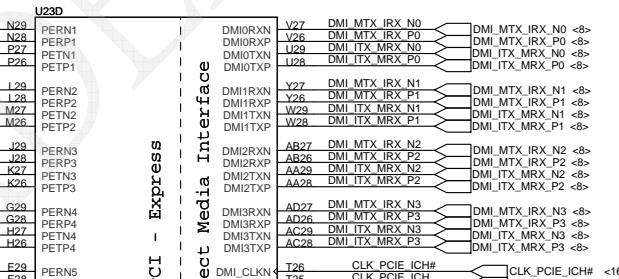 U23D
N29 PERN1 DMI0RXN V27 DMI_MTX_IRX_N0 DMI_MTX_IRX_N0 <8>
N28 PERP1 DMI0RXP V26 DMI_MTX_IRX_P0 DMI_MTX_IRX_P0 <8>
P27 PETN1 DMI0TXN U29 DMI_ITX_MRX_N0 DMI_ITX_MRX_N0 <8>
P26 PETP1 DMI0TXP U28 DMI_ITX_MRX_P0 DMI_ITX_MRX_P0 <8>
L29 PERN2 DMI1RXN Y27 DMI_MTX_IRX_N1 DMI_MTX_IRX_N1 <8>
L28 PERP2 DMI1RXP Y26 DMI_MTX_IRX_P1 DMI_MTX_IRX_P1 <8>
M27 PETN2 DMI1TXN W29 DMI_ITX_MRX_N1 DMI_ITX_MRX_N1 <8>
M26 PETP2 DMI1TXP W28 DMI_ITX_MRX_P1 DMI_ITX_MRX_P1 <8>
J29 PERN3 DMI2RXN AB27 DMI_MTX_IRX_N2 DMI_MTX_IRX_N2 <8>
J28 PERP3 DMI2RXP AB26 DMI_MTX_IRX_P2 DMI_MTX_IRX_P2 <8>
K27 PETN3 DMI2TXN AA29 DMI_ITX_MRX_N2 DMI_ITX_MRX_N2 <8>
K26 PETP3 DMI2TXP AA28 DMI_ITX_MRX_P2 DMI_ITX_MRX_P2 <8>
G29 PERN4 DMI3RXN AD27 DMI_MTX_IRX_N3 DMI_MTX_IRX_N3 <8>
G28 PERP4 DMI3RXP AD26 DMI_MTX_IRX_P3 DMI_MTX_IRX_P3 <8>
H27 PETN4 DMI3TXN AC29 DMI_ITX_MRX_N3 DMI_ITX_MRX_N3 <8>
H26 PETP4 DMI3TXP AC28 DMI_ITX_MRX_P3 DMI_ITX_MRX_P3 <8>
E29 PERN5 DMI_CLKN T26 CLK_PCIE_ICH# CLK_PCIE_ICH# <16
E28 T25 CLK_PCIE_ICH
CI - Express
ect Media Interface